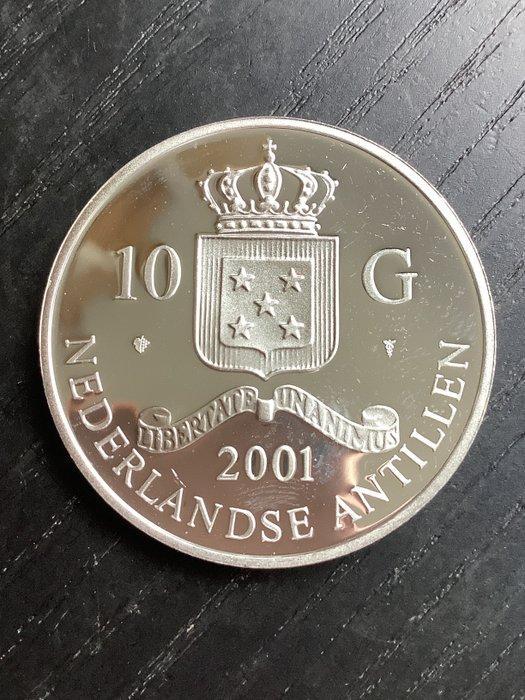 10 G
LIBERTATE UNANIMUS
2001
NEDERLANDSE ANTILLEN